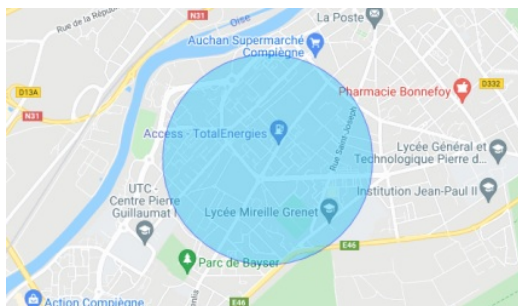 N31
Oise
La Poste
Rue de la Répu
Auchan Supermarché
Compiègne
D13A
N31
Pharmacie Bonnefoy
D332
Access - TotalEnergies
Rue Saint Joseph
Lycée Général et
Technologique Pierre d...
UTC -
Centre Pierre
Guillaumat I
Institution Jean-Paul II
Lycée Mireille Grenet
E46
Parc de Bayser
E46
Action Compiègne